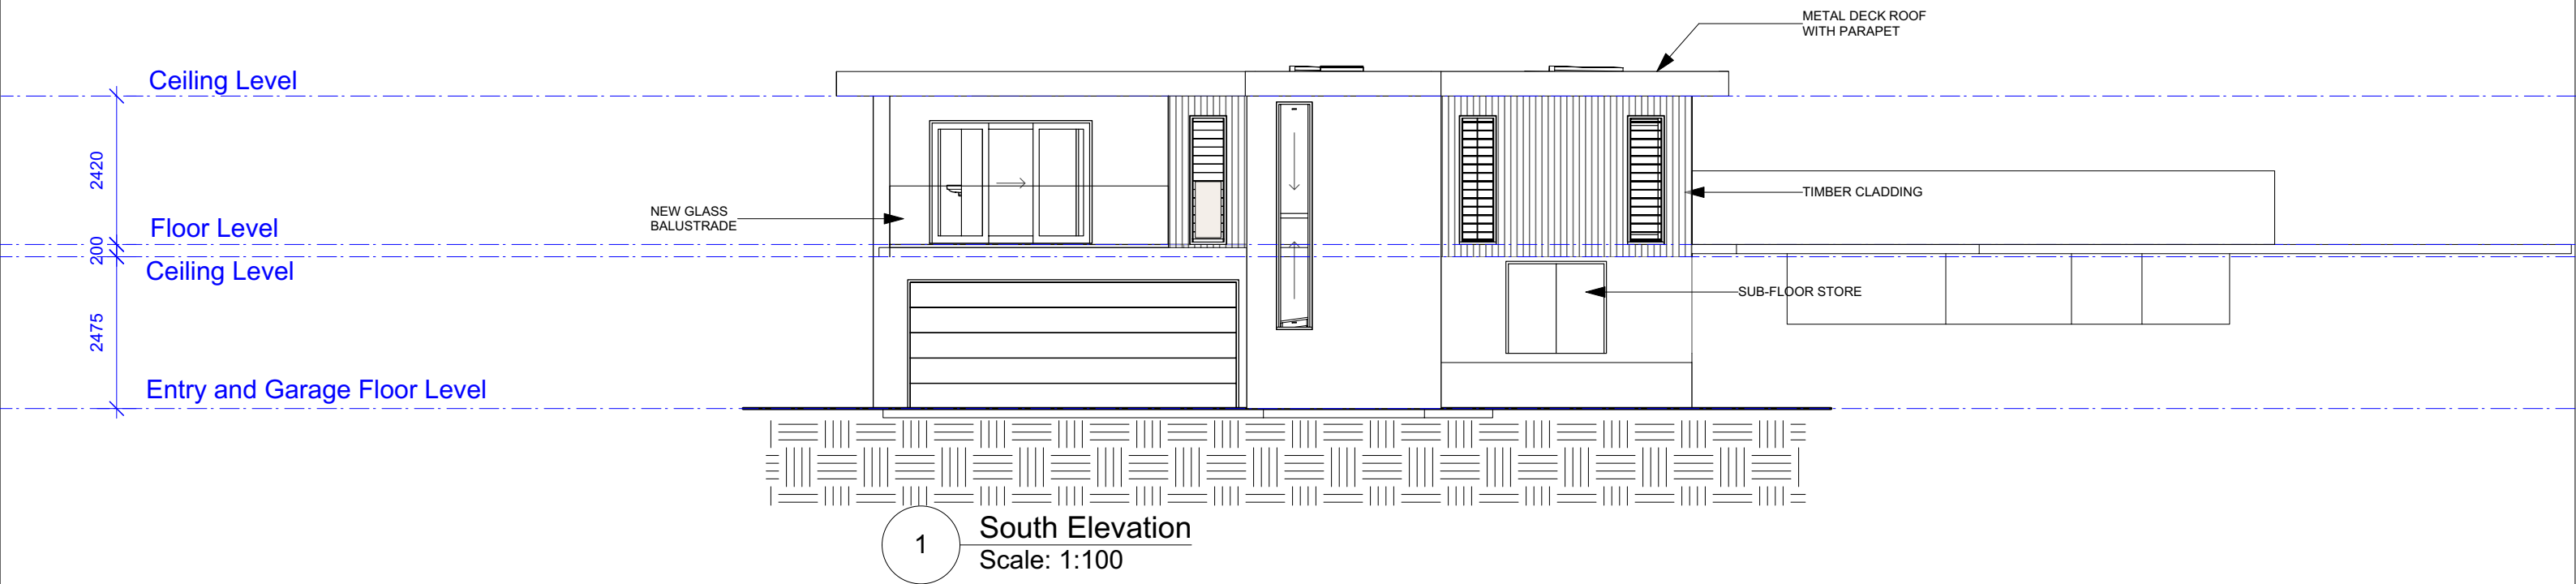 METAL DECK ROOF
WITH PARAPET
Ceiling Level
2420
TIMBER CLADDING
NEW GLASS
BALUSTRADE
Floor Level
200
Ceiling Level
SUB-FLOOR STORE
2475
Entry and Garage Floor Level
1
South Elevation
Scale: 1:100